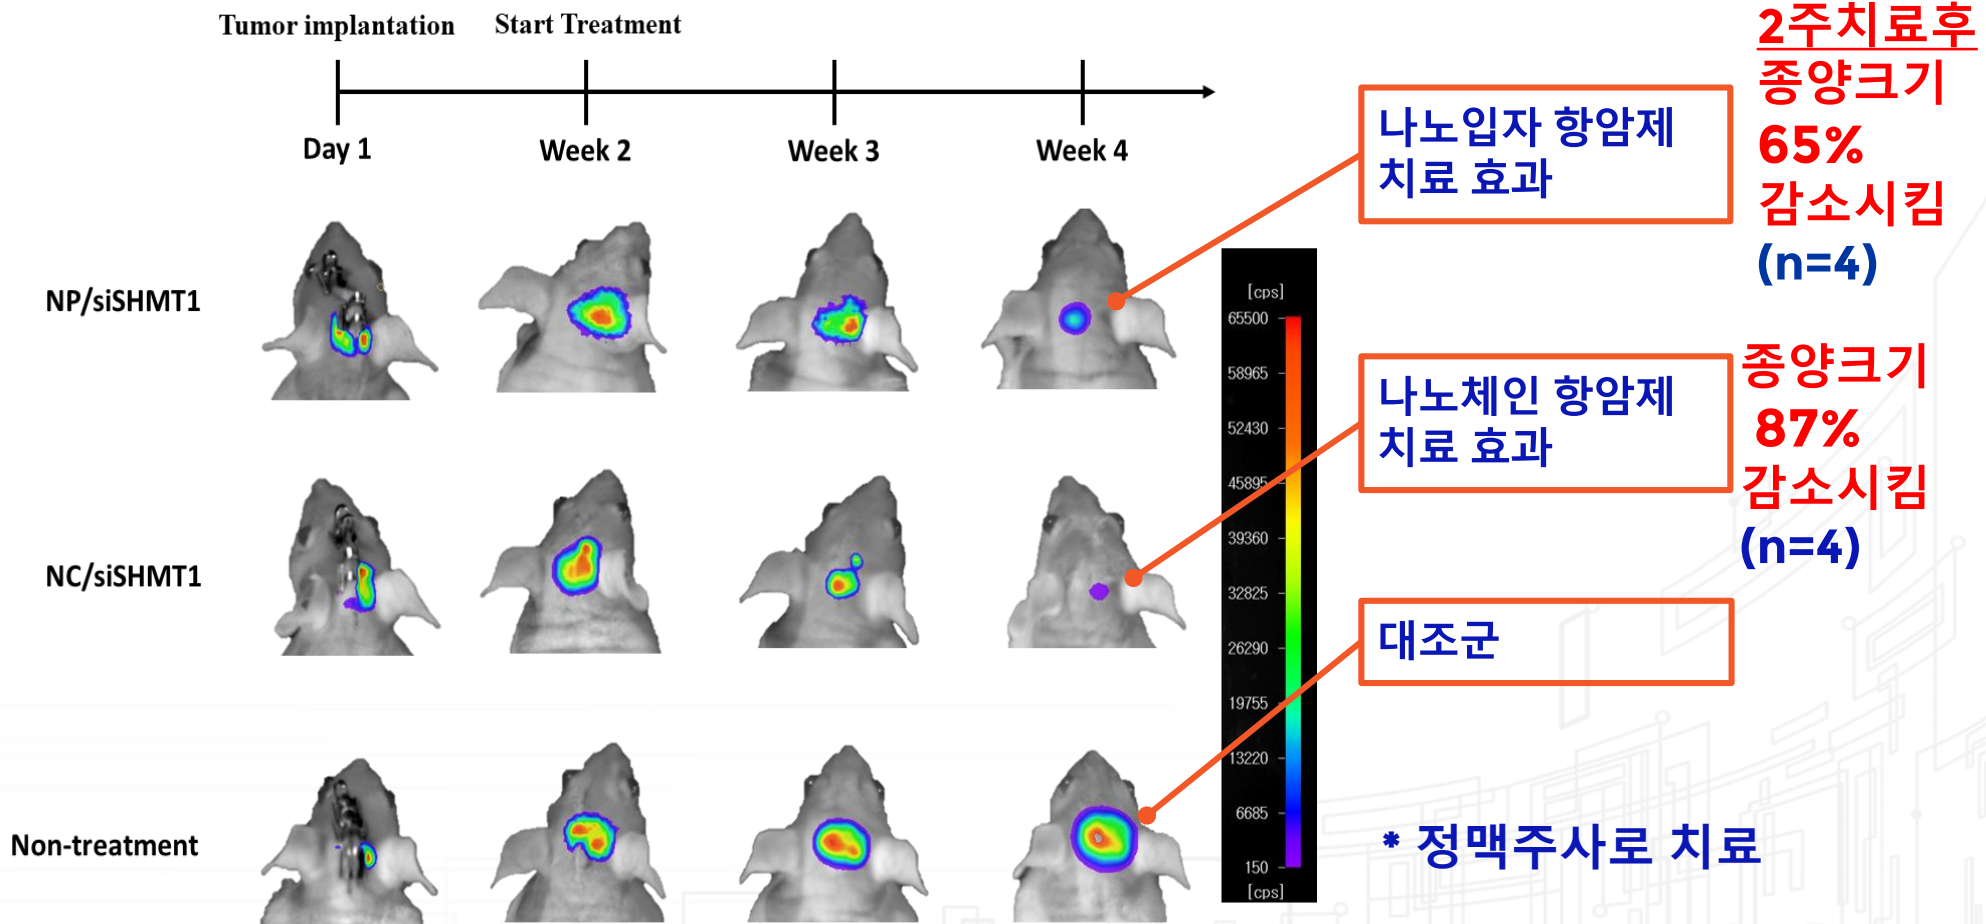 Tumor implantation
Start Treatment
Day 1
Week 2
Week 3
Week 4
NP/siSHMT1
NC/siSHMT1
Non-treatment
[cps]
65500
58965
52430
45895
39360
32825
26290
19755
13220
6685
150
[cps]
나노입자 항암제
치료 효과
2주치료후
종양크기
65%
감소시킴
(n=4)
나노체인 항암제
치료 효과
종양크기
87%
감소시킴
(n=4)
대조군
* 정맥주사로 치료